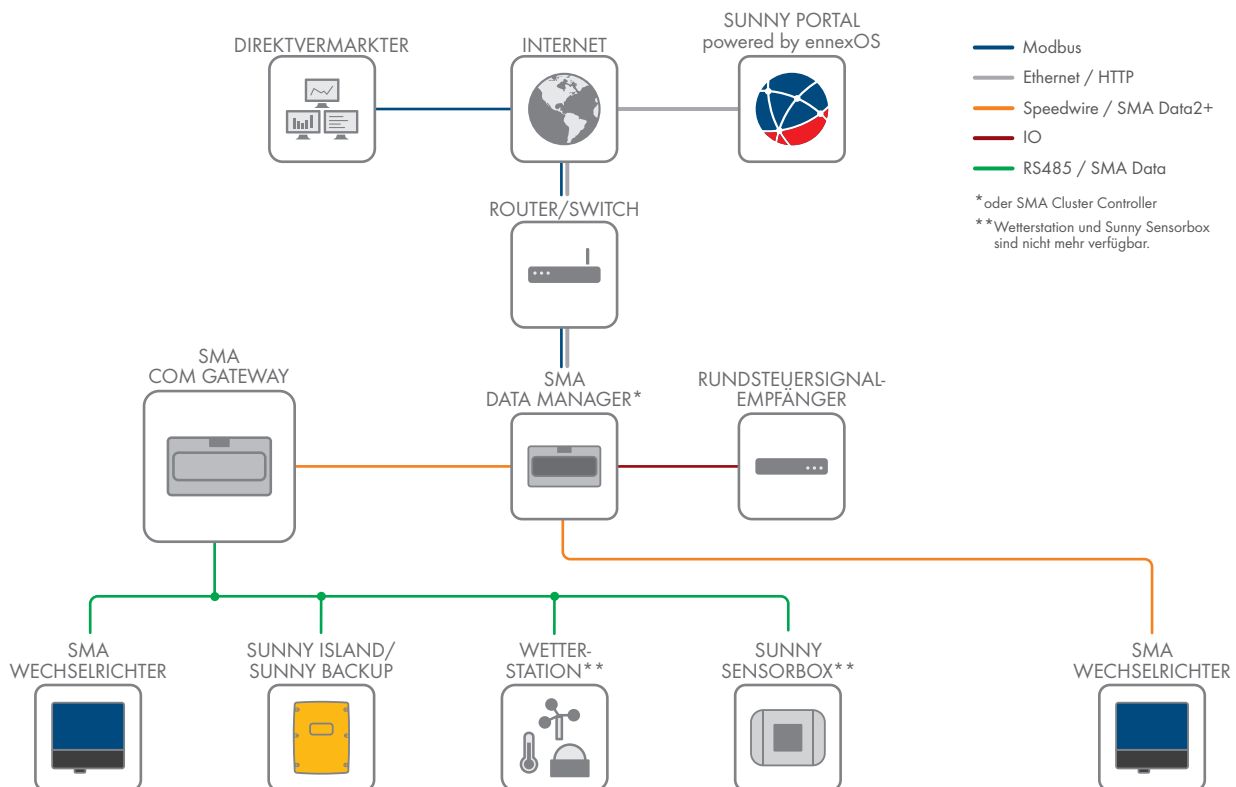 DIREKTVERMARKTER
INTERNET
SUNNY PORTAL
powered by ennexOS
Modbus
Ethernet / HTTP
Speedwire / SMA Data2+
IO
RS485 / SMA Data
*oder SMA Cluster Controller
**Wetterstation und Sunny Sensorbox
sind nicht mehr verfügbar.
ROUTER/SWITCH
SMA
COM GATEWAY
SMA
DATA MANAGER*
RUNDSTEUERSIGNAL-
EMPFÄNGER
SMA
WECHSELRICHTER
SUNNY ISLAND/
SUNNY BACKUP
WETTER-
STATION**
SUNNY
SENSORBOX**
SMA
WECHSELRICHTER